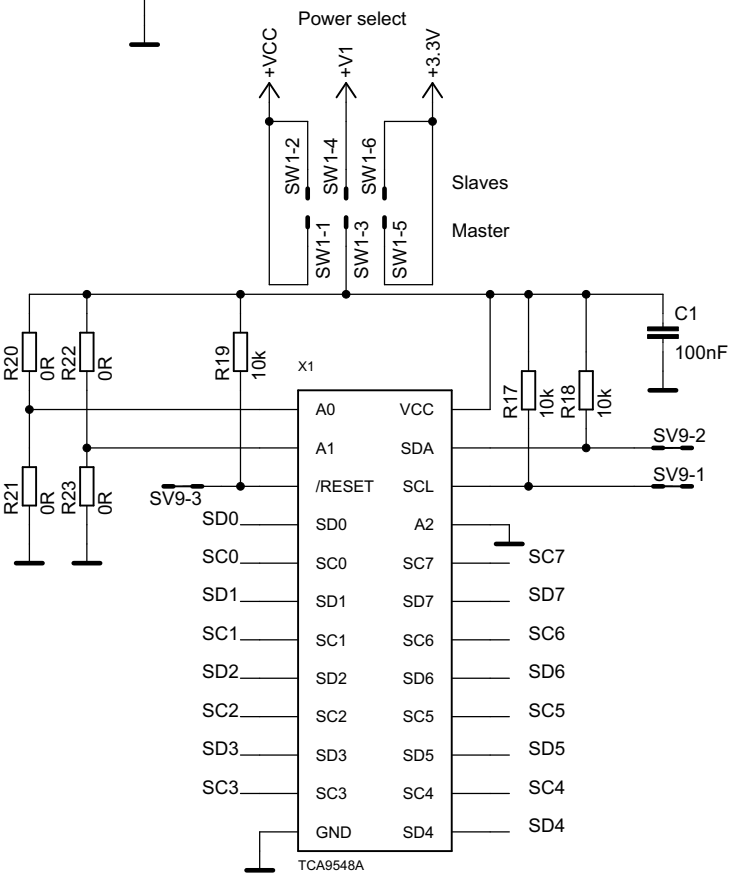 Power select
+VCC
+V1
+3.3V
SW1-2
SW1-4
SW1-6
Slaves
SW1-1
SW1-3
SW1-5
Master
C1
100nF
R20
0R
R22
0R
R19
10k
X1
R17
10k
R18
10k
A0
VCC
A1
SDA
SV9-2
/RESET
SCL
SV9-1
SV9-3
R21
0R
R23
0R
SD0
SD0
A2
SC0
SC0
SC7
SC7
SD1
SD1
SD7
SD7
SC1
SC1
SC6
SC6
SD2
SD2
SD6
SD6
SC2
SC2
SC5
SC5
SD3
SD3
SD5
SD5
SC3
SC3
SC4
SC4
GND
SD4
SD4
TCA9548A